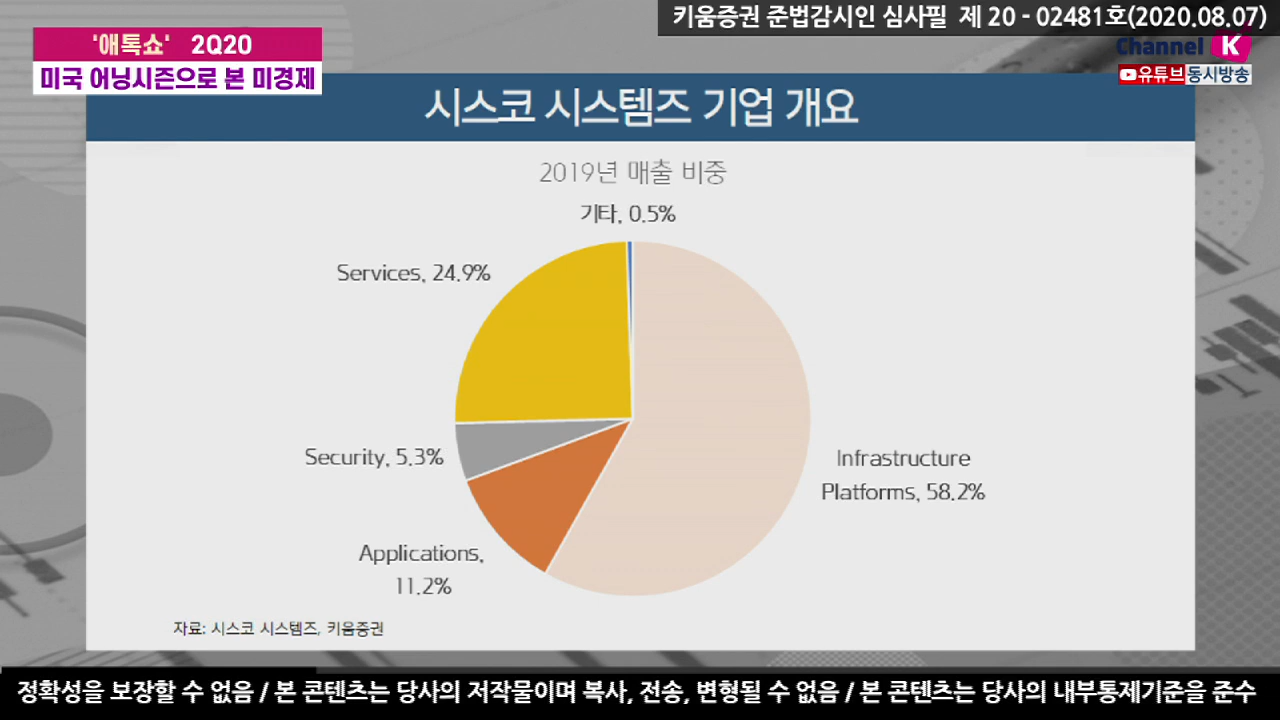 키움증권 준법감시인 심사필 제 20 - 02481호(2020.08.07)
'애톡쇼' 2Q20
미국 어닝시즌으로 본 미경제
Channel K
유튜브동시방송
시스코 시스템즈 기업 개요
2019년 매출 비중
기타, 0.5%
Services, 24.9%
Security, 5.3%
Infrastructure
Platforms, 58.2%
Applications,
11.2%
자료: 시스코 시스템즈, 키움증권
정확성을 보장할 수 없음 / 본 콘텐츠는 당사의 저작물이며 복사, 전송, 변형될 수 없음 / 본 콘텐츠는 당사의 내부통제기준을 준수